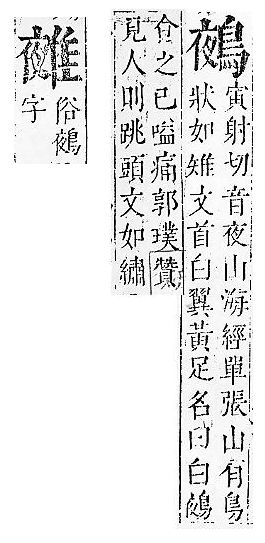 鵺
寅射切音夜山海經單張山有鳥
狀如雉文首白翼黃足名曰白鵺
食之已嗌痛郭璞贊
見人則跳頭文如繡
俗鵺
字